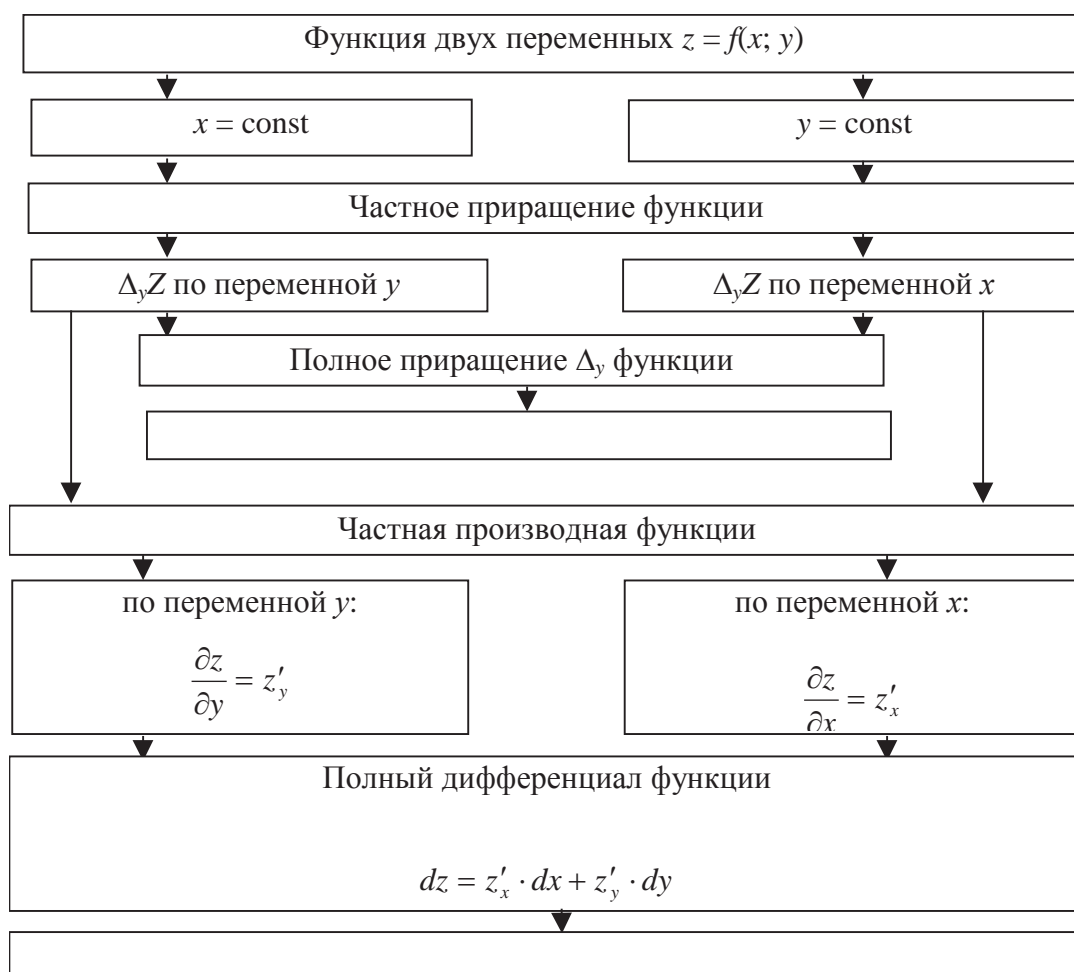 Функция двух переменных z = f(x; y)
x = const
y = const
Частное приращение функции
Δ_yZ по переменной y
Δ_yZ по переменной x
Полное приращение Δ_y функции
Частная производная функции
по переменной y:
∂z/∂y = z′_y
по переменной x:
∂z/∂x = z′_x
Полный дифференциал функции
dz = z′_x · dx + z′_y · dy